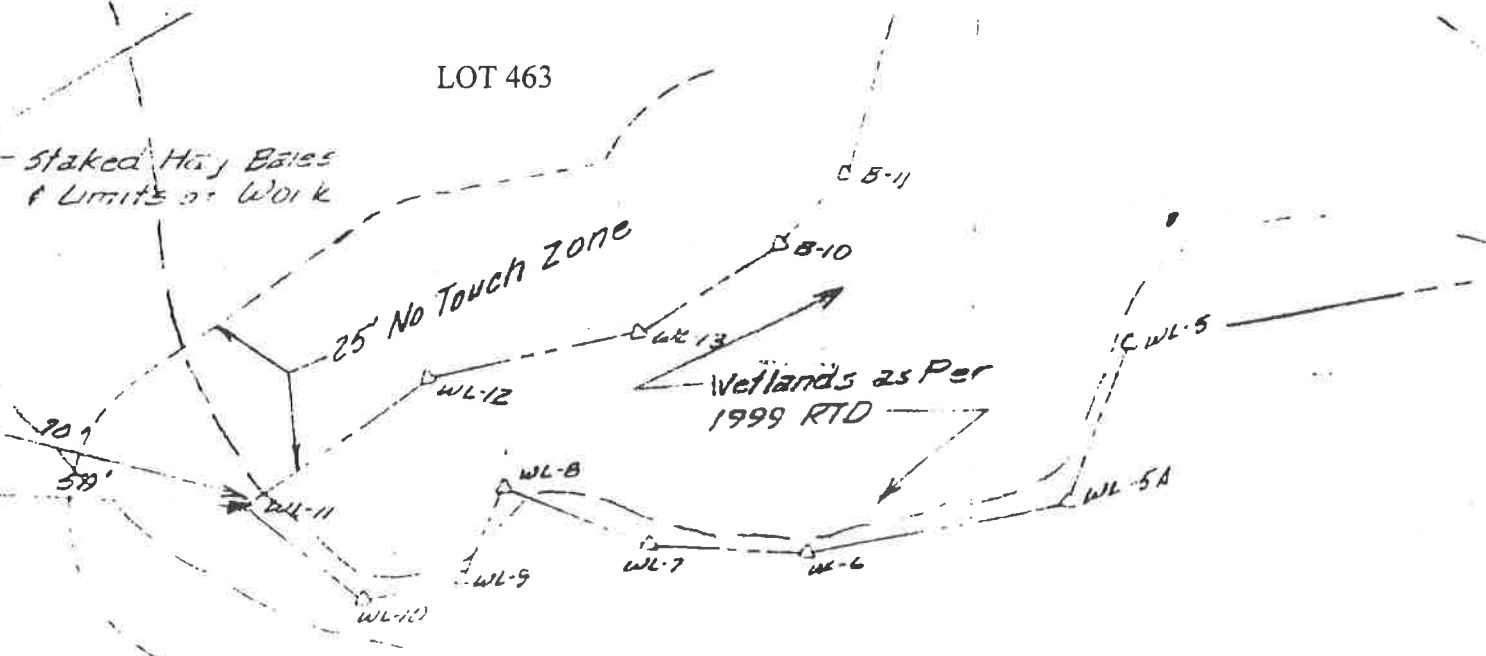 LOT 463
Staked Hay Bales
& Limits of Work
25' No Touch Zone
B-11
B-10
WL-13
WL-12
WL-5
Wetlands as Per
1999 RTD
70'
50'
WL-11
WL-8
WL-5A
WL-9
WL-7
WL-6
WL-10